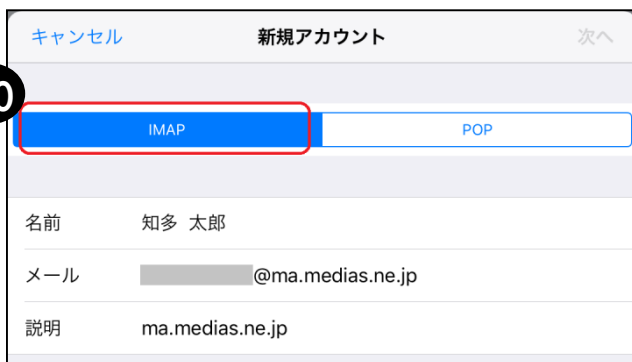 キャンセル 新規アカウント 次へ
0
IMAP POP
名前 知多 太郎
メール @ma.medias.ne.jp
説明 ma.medias.ne.jp